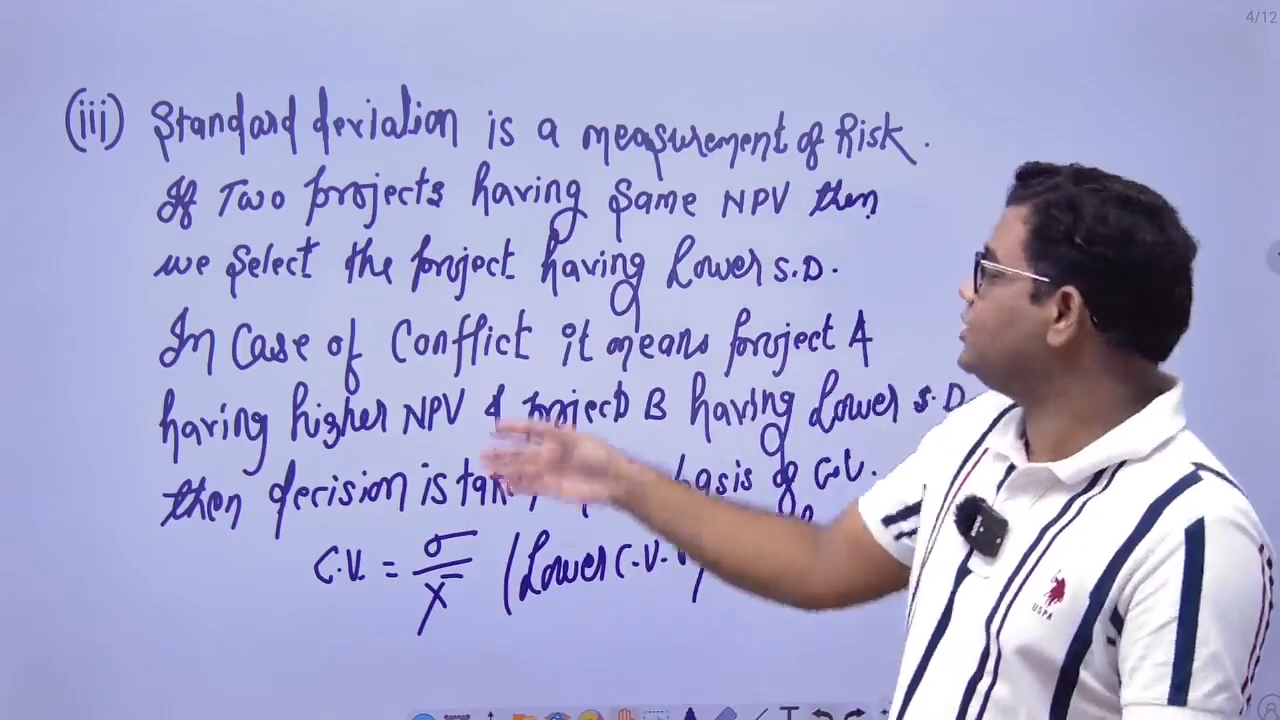 4/12
(iii) Standard deviation is a measurement of Risk.
If Two projects having Same NPV then
we Select the project having Lower S.D.
In Case of Conflict it means project A
having higher NPV & project B having Lower S.D
then decision is basis of C.V.
C.V. = σ/X̄ (Lower C.V.
USPA